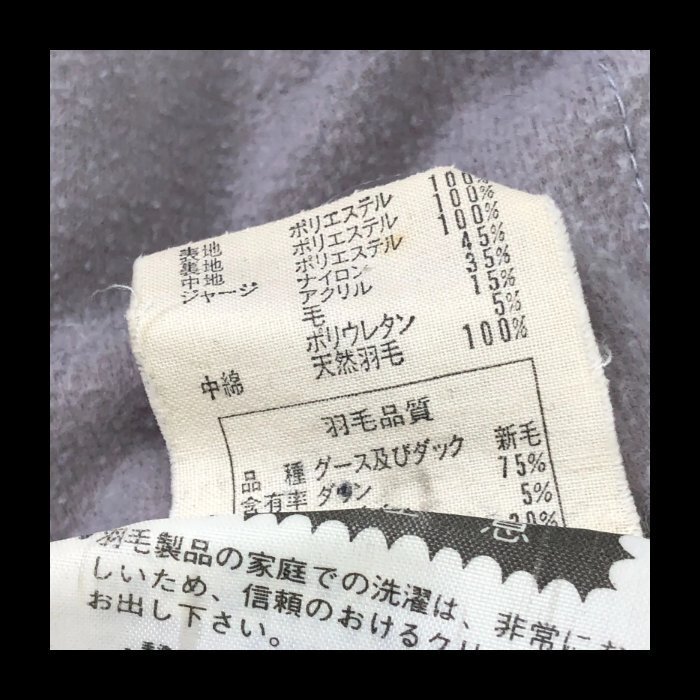 表地 ポリエステル 100%
裏地 ポリエステル 100%
中地 ポリエステル 100%
ジャージ ナイロン 45%
アクリル 35%
毛 15%
ポリウレタン 5%
中綿 天然羽毛 100%
羽毛品質
品 種 グース及びダック 新毛
含有率 ダウン 75%
5%
20%
急
羽毛製品の家庭での洗濯は、非常に
しいため、信頼のおけるク
お出し下さい。